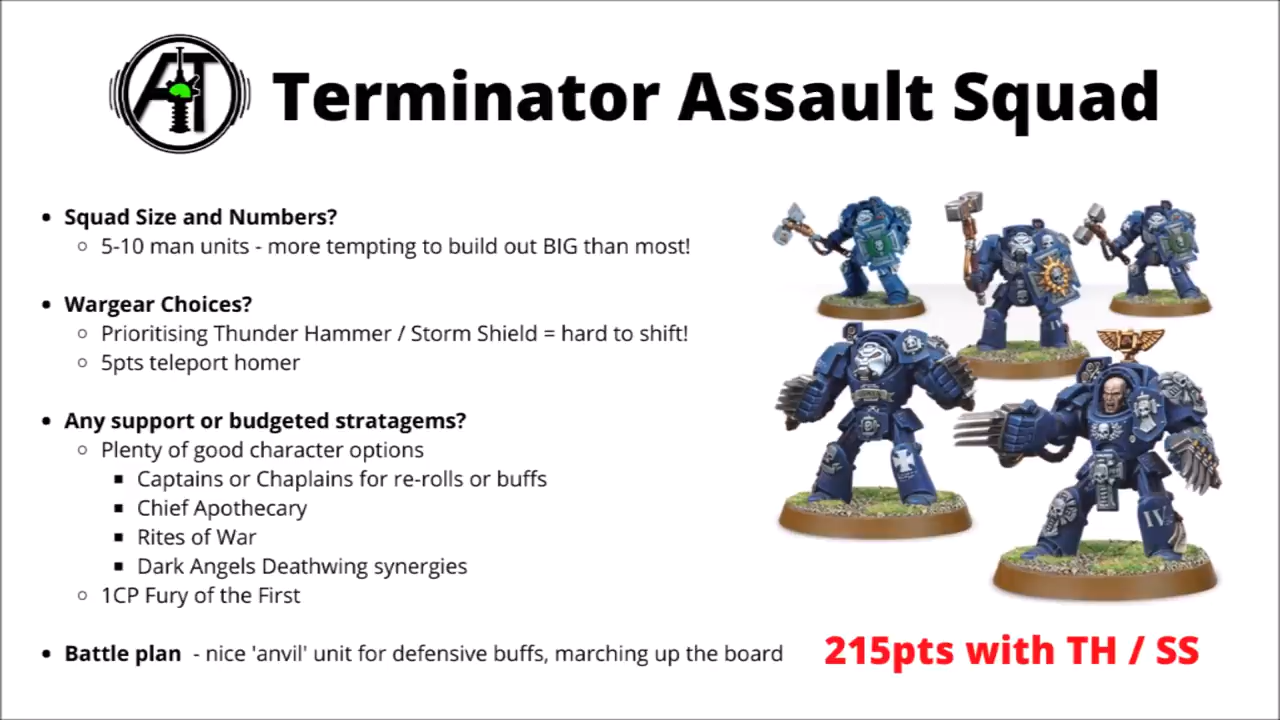 AT
Terminator Assault Squad
• Squad Size and Numbers?
○ 5-10 man units - more tempting to build out BIG than most!
• Wargear Choices?
○ Prioritising Thunder Hammer / Storm Shield = hard to shift!
○ 5pts teleport homer
• Any support or budgeted stratagems?
○ Plenty of good character options
▪ Captains or Chaplains for re-rolls or buffs
▪ Chief Apothecary
▪ Rites of War
▪ Dark Angels Deathwing synergies
○ 1CP Fury of the First
• Battle plan - nice 'anvil' unit for defensive buffs, marching up the board
IV
IV
215pts with TH / SS